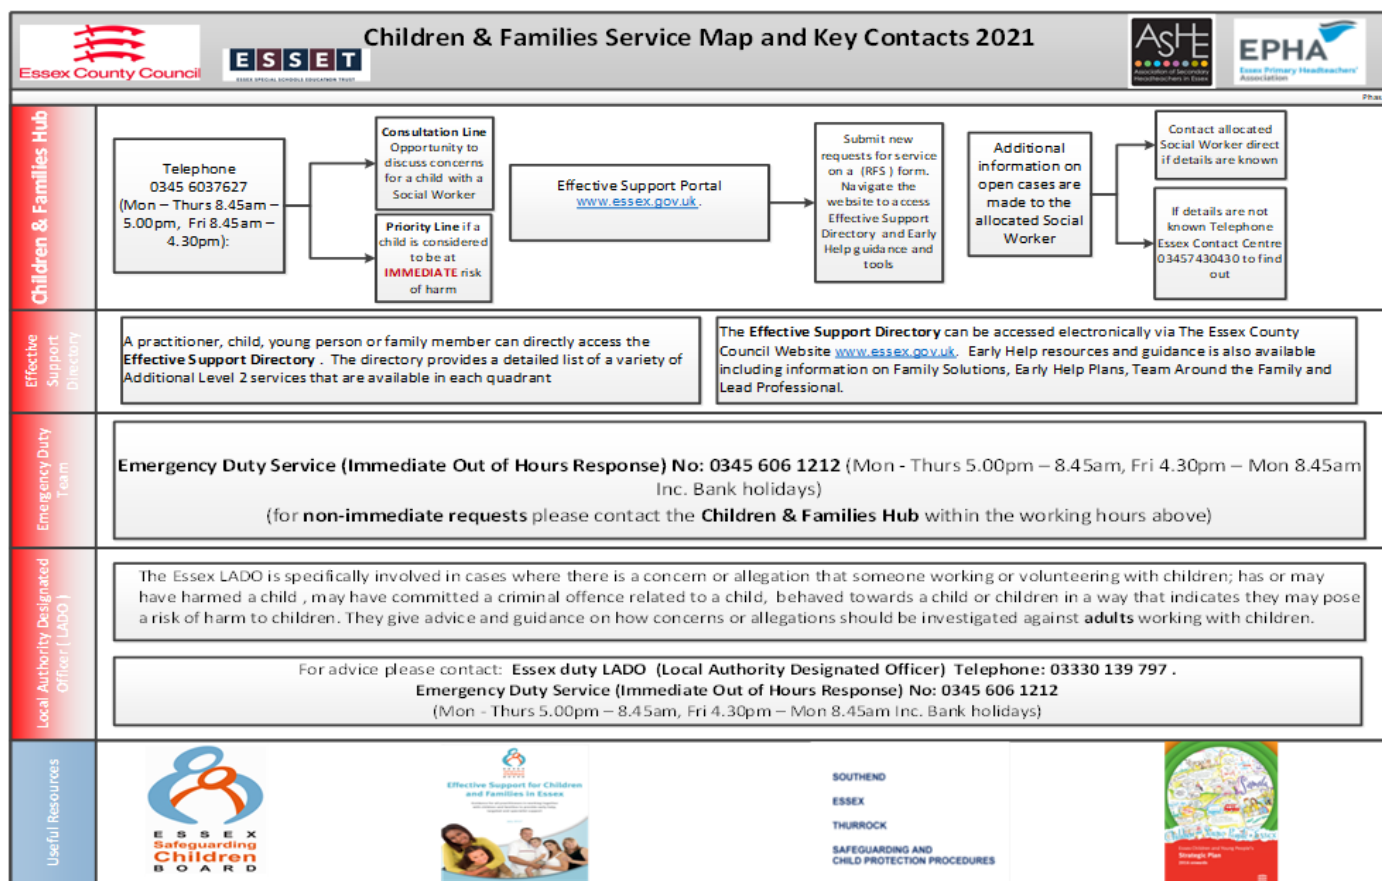 Essex County Council
ESSET
ESSEX SPECIAL SCHOOLS EDUCATION TRUST
Children & Families Service Map and Key Contacts 2021
ASHE
Association of Secondary
Headteachers in Essex
EPHA
Essex Primary Headteachers'
Association
Phas
Children & Families Hub
Telephone
0345 6037627
(Mon – Thurs 8.45am –
5.00pm, Fri 8.45am –
4.30pm):
Consultation Line
Opportunity to
discuss concerns
for a child with a
Social Worker
Priority Line if a
child is considered
to be at
IMMEDIATE risk
of harm
Effective Support Portal
www.essex.gov.uk.
Submit new
requests for service
on a (RFS ) form.
Navigate the
website to access
Effective Support
Directory and Early
Help guidance and
tools
Additional
information on
open cases are
made to the
allocated Social
Worker
Contact allocated
Social Worker direct
if details are known
If details are not
known Telephone
Essex Contact Centre
03457430430 to find
out
Effective
Support
Directory
A practitioner, child, young person or family member can directly access the
Effective Support Directory . The directory provides a detailed list of a variety of
Additional Level 2 services that are available in each quadrant
The Effective Support Directory can be accessed electronically via The Essex County
Council Website www.essex.gov.uk. Early Help resources and guidance is also available
including information on Family Solutions, Early Help Plans, Team Around the Family and
Lead Professional.
Emergency Duty
Team
Emergency Duty Service (Immediate Out of Hours Response) No: 0345 606 1212 (Mon - Thurs 5.00pm – 8.45am, Fri 4.30pm – Mon 8.45am
Inc. Bank holidays)
(for non-immediate requests please contact the Children & Families Hub within the working hours above)
Local Authority Designated
Officer ( LADO )
The Essex LADO is specifically involved in cases where there is a concern or allegation that someone working or volunteering with children; has or may
have harmed a child , may have committed a criminal offence related to a child, behaved towards a child or children in a way that indicates they may pose
a risk of harm to children. They give advice and guidance on how concerns or allegations should be investigated against adults working with children.
For advice please contact: Essex duty LADO (Local Authority Designated Officer) Telephone: 03330 139 797 .
Emergency Duty Service (Immediate Out of Hours Response) No: 0345 606 1212
(Mon - Thurs 5.00pm – 8.45am, Fri 4.30pm – Mon 8.45am Inc. Bank holidays)
Useful Resources
ESSEX
Safeguarding
Children
BOARD
Effective Support for Children
and Families in Essex
SOUTHEND
ESSEX
THURROCK
SAFEGUARDING AND
CHILD PROTECTION PROCEDURES
Essex Children and Young People's
Strategic Plan